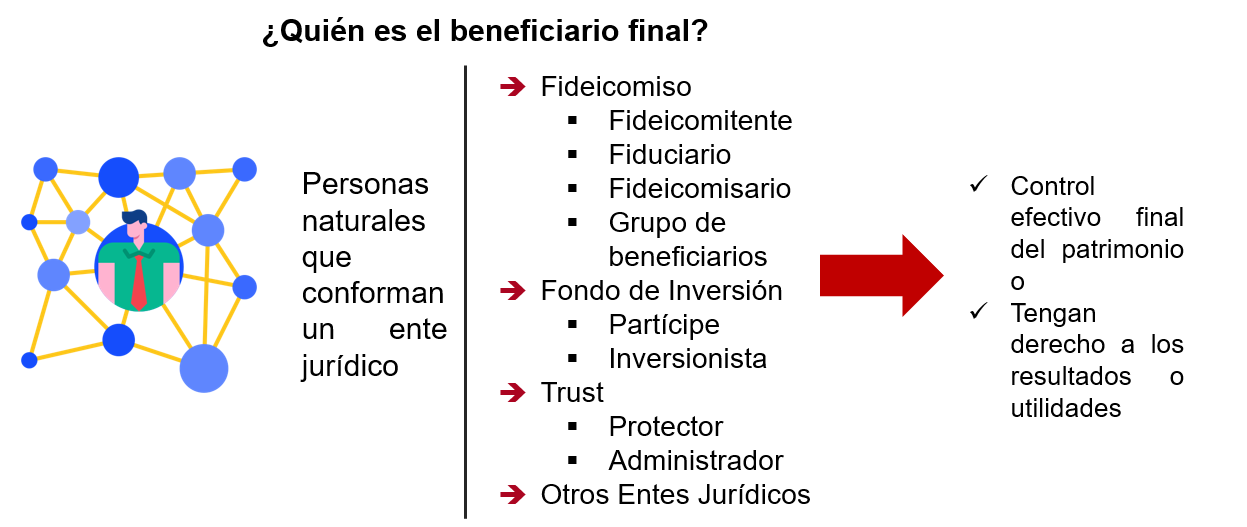 ¿Quién es el beneficiario final?
Personas
naturales
que
conforman
un ente
jurídico
➔ Fideicomiso
▪ Fideicomitente
▪ Fiduciario
▪ Fideicomisario
▪ Grupo de
beneficiarios
➔ Fondo de Inversión
▪ Partícipe
▪ Inversionista
➔ Trust
▪ Protector
▪ Administrador
➔ Otros Entes Jurídicos
✓ Control
efectivo final
del patrimonio
o
✓ Tengan
derecho a los
resultados o
utilidades